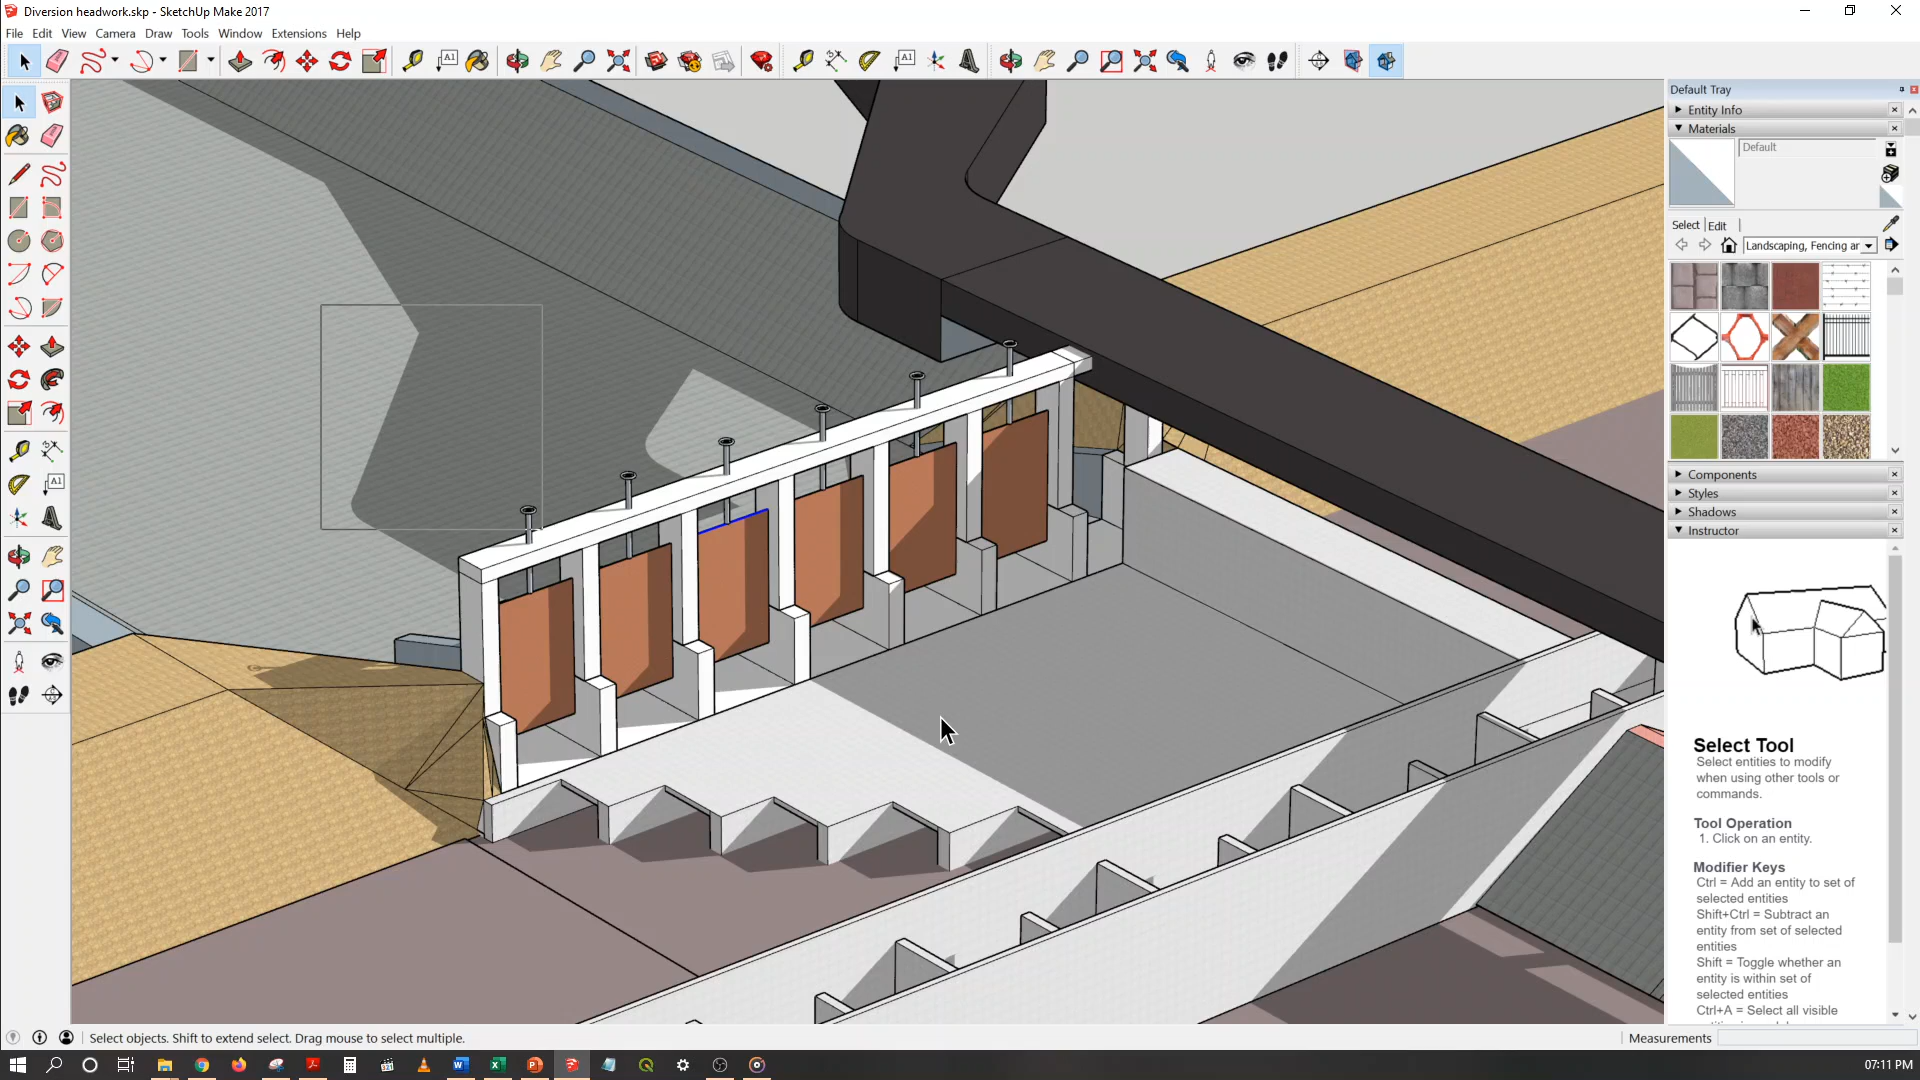 Diversion headwork.skp - SketchUp Make 2017
File Edit View Camera Draw Tools Window Extensions Help
A1
A1
A1
Default Tray
Entity Info
Materials
Default
Select Edit
Landscaping, Fencing ar
Components
Styles
Shadows
Instructor
Select Tool
Select entities to modify
when using other tools or
commands.
Tool Operation
1. Click on an entity.
Modifier Keys
Ctrl = Add an entity to set of
selected entities
Shift+Ctrl = Subtract an
entity from set of selected
entities
Shift = Toggle whether an
entity is within set of
selected entities
Ctrl+A = Select all visible
Select objects. Shift to extend select. Drag mouse to select multiple.
Measurements
07:11 PM